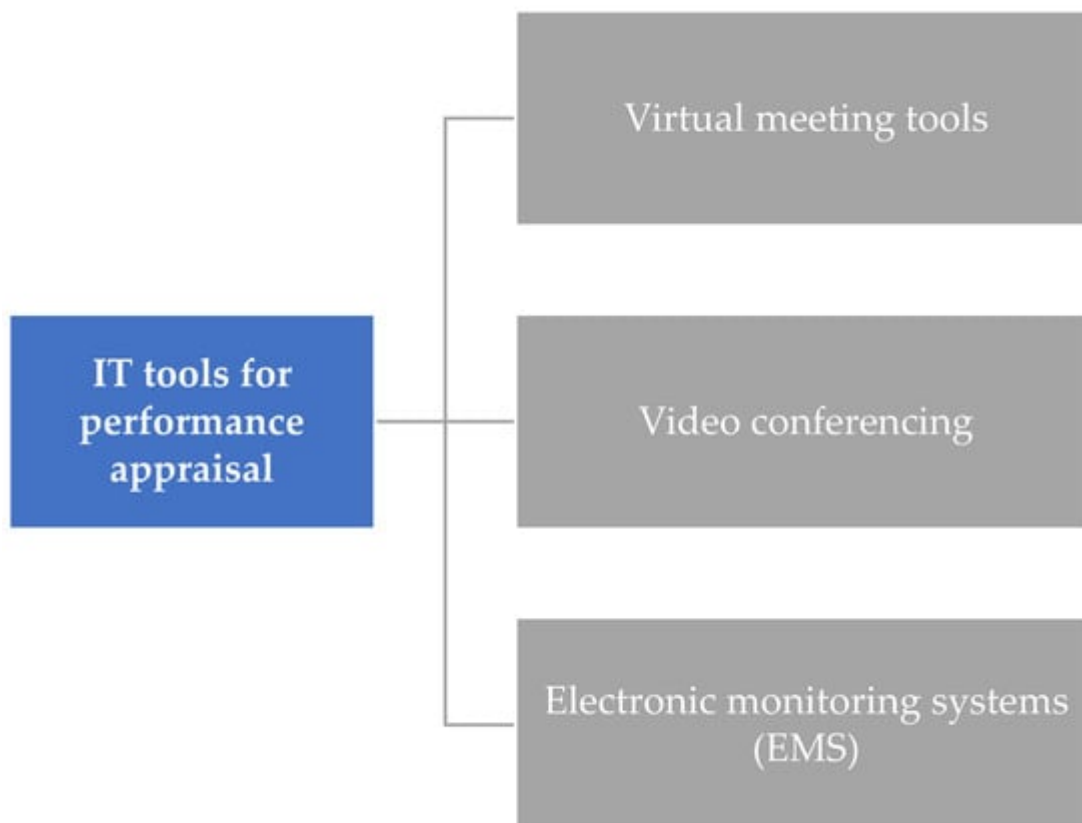 Virtual meeting tools
IT tools for
performance
appraisal
Video conferencing
Electronic monitoring systems
(EMS)